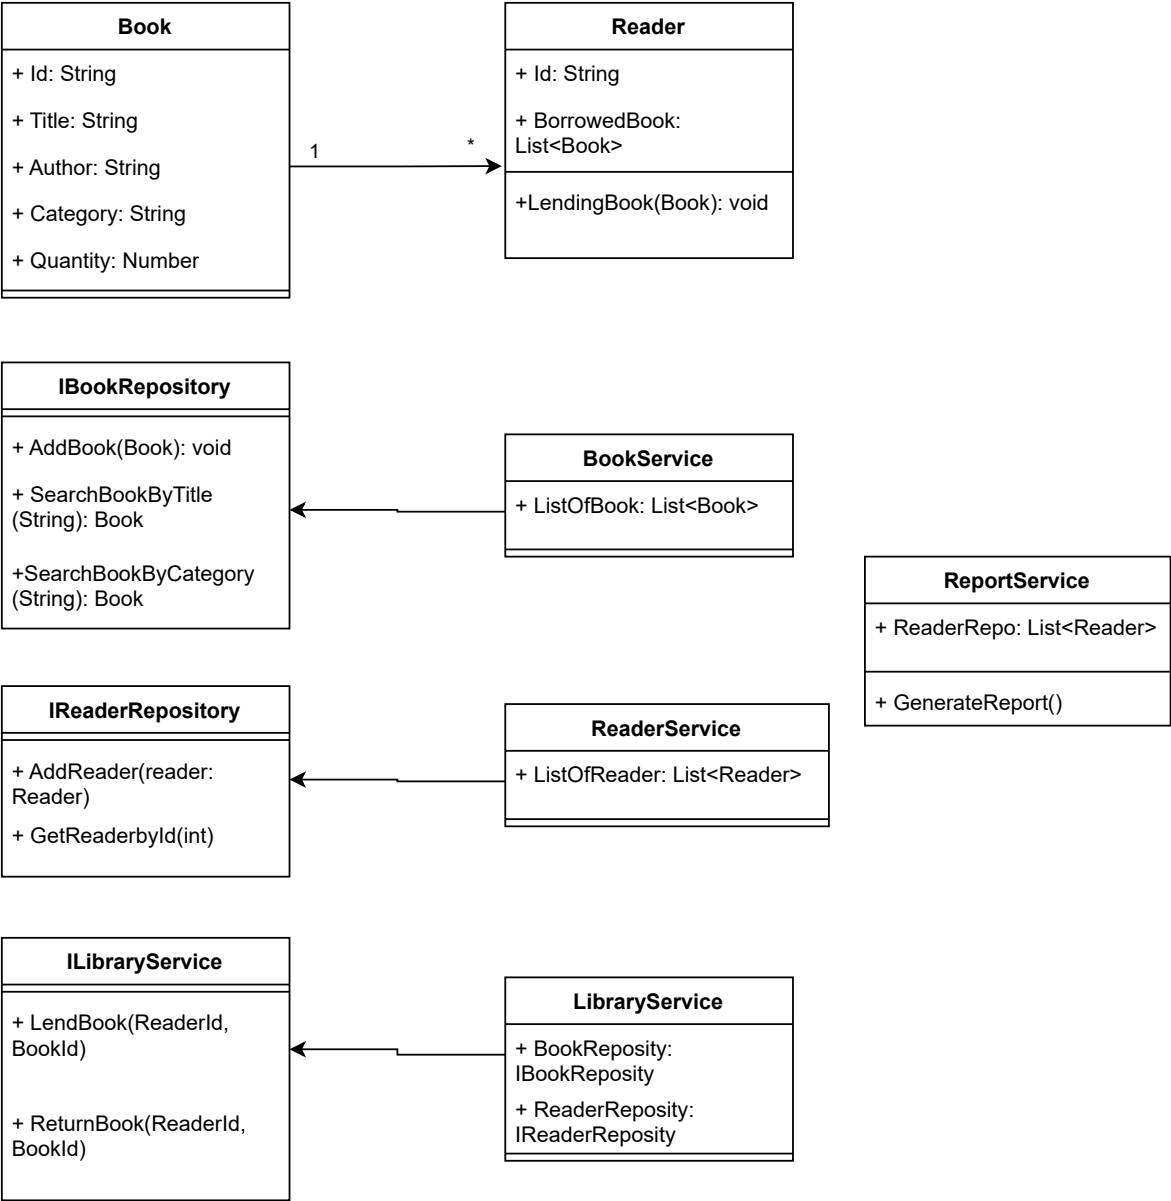 Book
+ Id: String
+ Title: String
+ Author: String
+ Category: String
+ Quantity: Number
1
*
Reader
+ Id: String
+ BorrowedBook:
List<Book>
+LendingBook(Book): void
IBookRepository
+ AddBook(Book): void
+ SearchBookByTitle
(String): Book
+SearchBookByCategory
(String): Book
BookService
+ ListOfBook: List<Book>
ReportService
+ ReaderRepo: List<Reader>
+ GenerateReport()
IReaderRepository
+ AddReader(reader:
Reader)
+ GetReaderbyId(int)
ReaderService
+ ListOfReader: List<Reader>
ILibraryService
+ LendBook(ReaderId,
BookId)
+ ReturnBook(ReaderId,
BookId)
LibraryService
+ BookReposity:
IBookReposity
+ ReaderReposity:
IReaderReposity